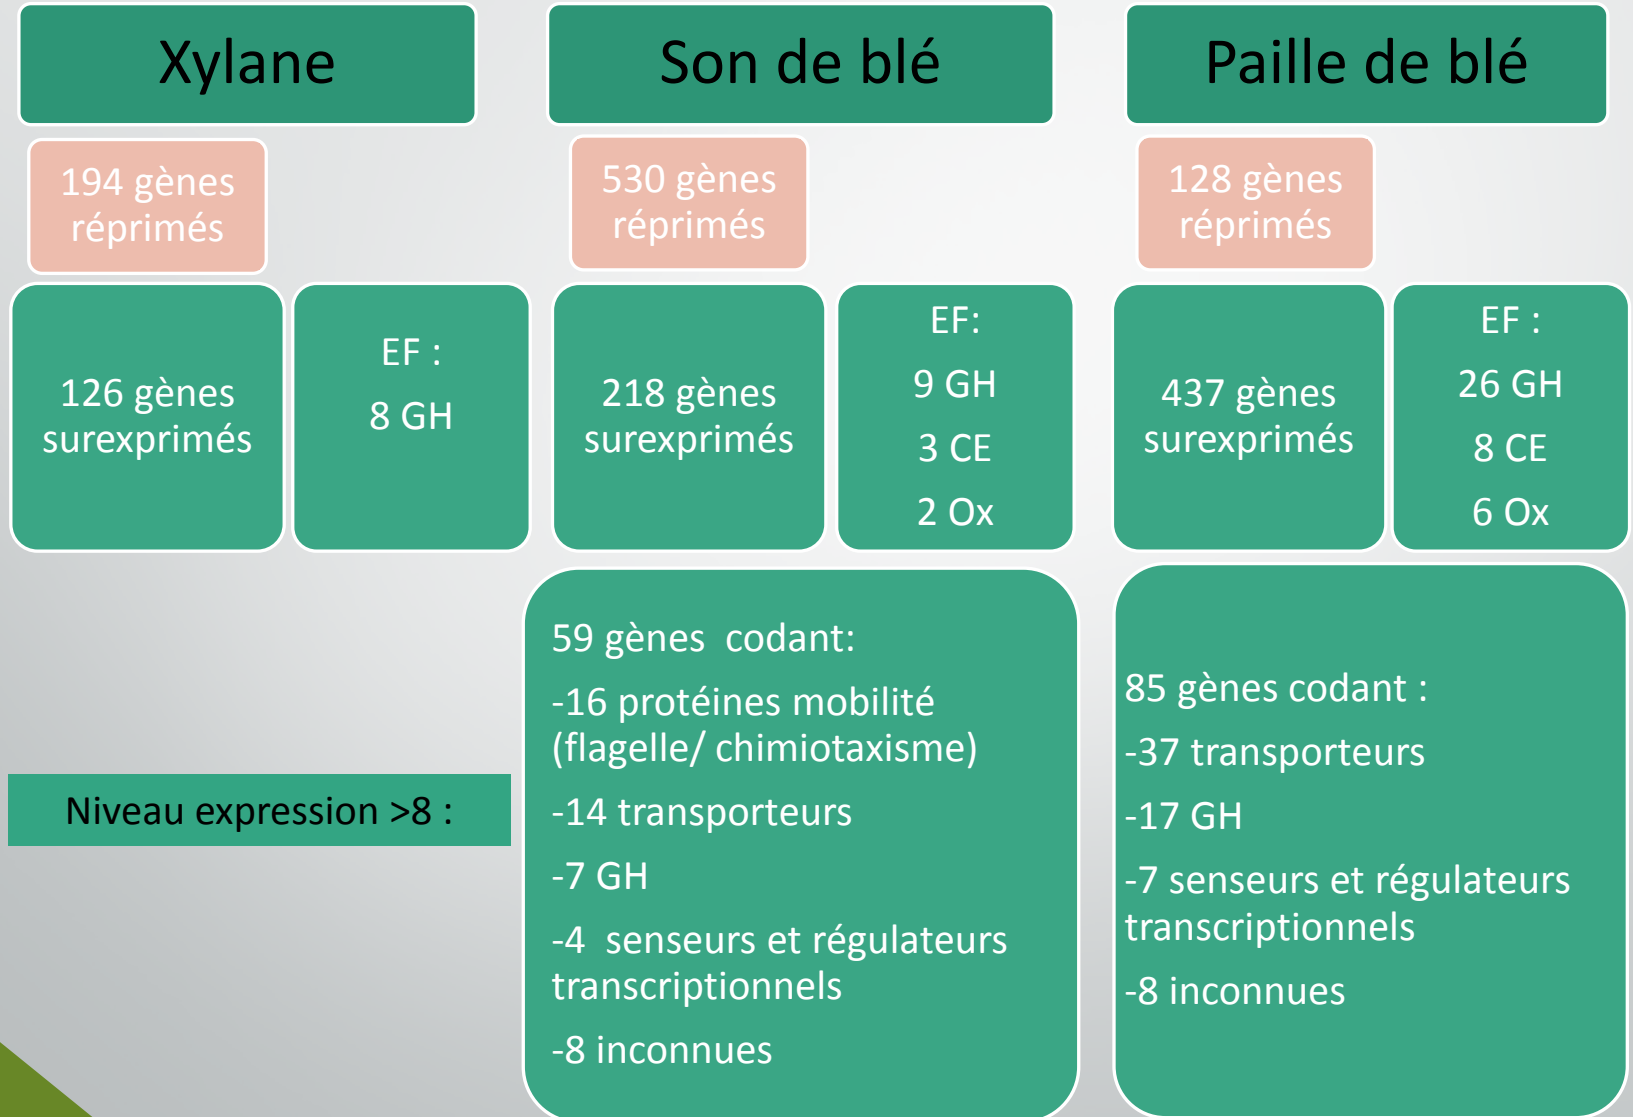 Xylane
194 gènes
réprimés
126 gènes
surexprimés
EF :
8 GH
Son de blé
530 gènes
réprimés
218 gènes
surexprimés
EF:
9 GH
3 CE
2 Ox
Paille de blé
128 gènes
réprimés
437 gènes
surexprimés
EF :
26 GH
8 CE
6 Ox
Niveau expression >8 :
59 gènes  codant:
-16 protéines mobilité
(flagelle/ chimiotaxisme)
-14 transporteurs
-7 GH
-4  senseurs et régulateurs
transcriptionnels
-8 inconnues
85 gènes codant :
-37 transporteurs
-17 GH
-7 senseurs et régulateurs
transcriptionnels
-8 inconnues